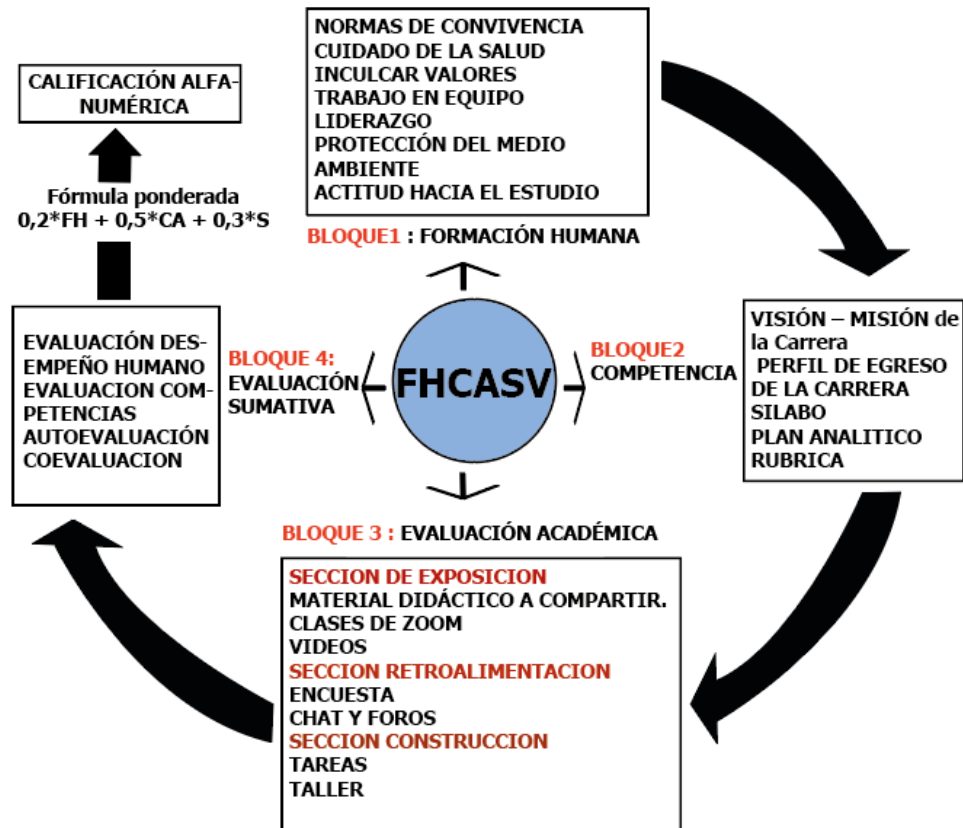 NORMAS DE CONVIVENCIA
CUIDADO DE LA SALUD
INCULCAR VALORES
TRABAJO EN EQUIPO
LIDERAZGO
PROTECCIÓN DEL MEDIO
AMBIENTE
ACTITUD HACIA EL ESTUDIO
BLOQUE1 : FORMACIÓN HUMANA
CALIFICACIÓN ALFA-
NUMÉRICA
Fórmula ponderada
0,2*FH + 0,5*CA + 0,3*S
EVALUACIÓN DES-
EMPEÑO HUMANO
EVALUACION COM-
PETENCIAS
AUTOEVALUACIÓN
COEVALUACION
BLOQUE 4:
EVALUACIÓN
SUMATIVA
FHCASV
BLOQUE2
COMPETENCIA
VISIÓN – MISIÓN de
la Carrera
PERFIL DE EGRESO
DE LA CARRERA
SILABO
PLAN ANALITICO
RUBRICA
BLOQUE 3 : EVALUACIÓN ACADÉMICA
SECCION DE EXPOSICION
MATERIAL DIDÁCTICO A COMPARTIR.
CLASES DE ZOOM
VIDEOS
SECCION RETROALIMENTACION
ENCUESTA
CHAT Y FOROS
SECCION CONSTRUCCION
TAREAS
TALLER